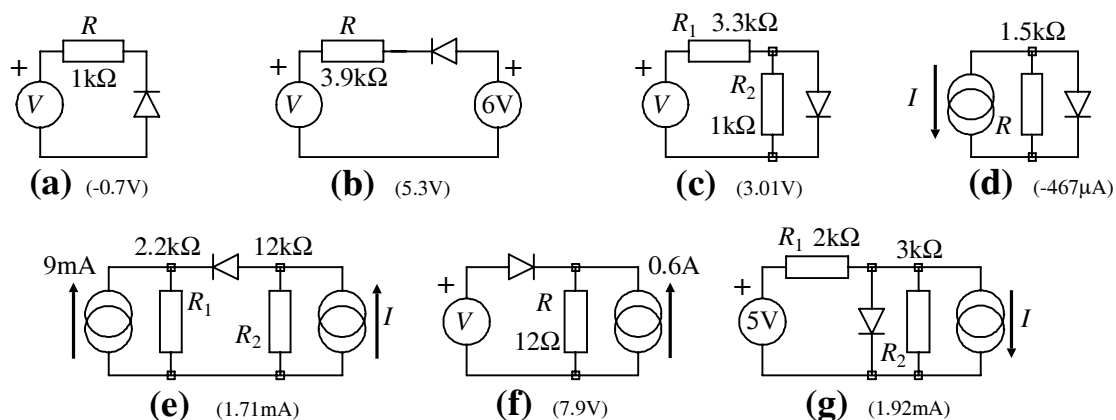 R
1kΩ
+
V
(a) (-0.7V)
R
3.9kΩ
+
V
+
6V
(b) (5.3V)
R1 3.3kΩ
+
V
R2
1kΩ
(c) (3.01V)
1.5kΩ
I
R
(d) (-467μA)
9mA
2.2kΩ
12kΩ
R1
R2
I
(e) (1.71mA)
+
V
R
12Ω
0.6A
(f) (7.9V)
R1 2kΩ
3kΩ
+
5V
R2
I
(g) (1.92mA)